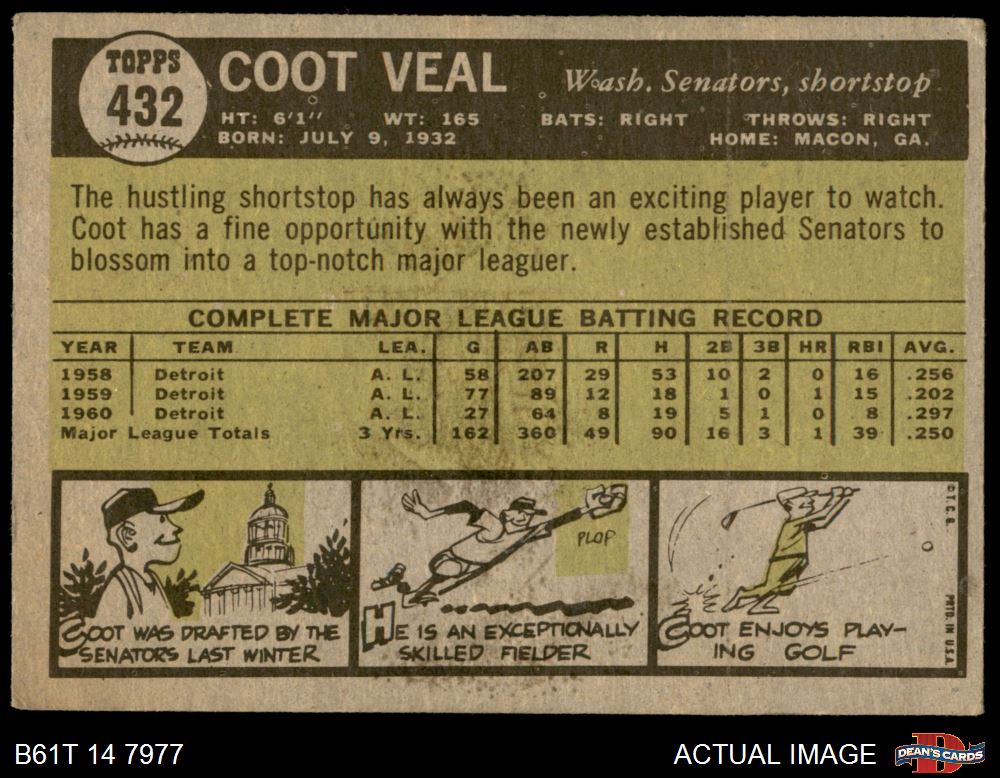 TOPPS
432
COOT VEAL
Wash. Senators, shortstop
HT: 6'1" WT: 165 BATS: RIGHT THROWS: RIGHT
BORN: JULY 9, 1932 HOME: MACON, GA.
The hustling shortstop has always been an exciting player to watch.
Coot has a fine opportunity with the newly established Senators to
blossom into a top-notch major leaguer.
COMPLETE MAJOR LEAGUE BATTING RECORD
YEAR TEAM LEA. G AB R H 2B 3B HR RBI AVG.
1958 Detroit A. L. 58 207 29 53 10 2 0 16 .256
1959 Detroit A. L. 77 89 12 18 1 0 1 15 .202
1960 Detroit A. L. 27 64 8 19 5 1 0 8 .297
Major League Totals 3 Yrs. 162 360 49 90 16 3 1 39 .250
COOT WAS DRAFTED BY THE
SENATORS LAST WINTER
PLOP
HE IS AN EXCEPTIONALLY
SKILLED FIELDER
COOT ENJOYS PLAY-
ING GOLF
© T. C. G.
PRTD. IN U.S.A.
B61T 14 7977
ACTUAL IMAGE
DEAN'S CARDS